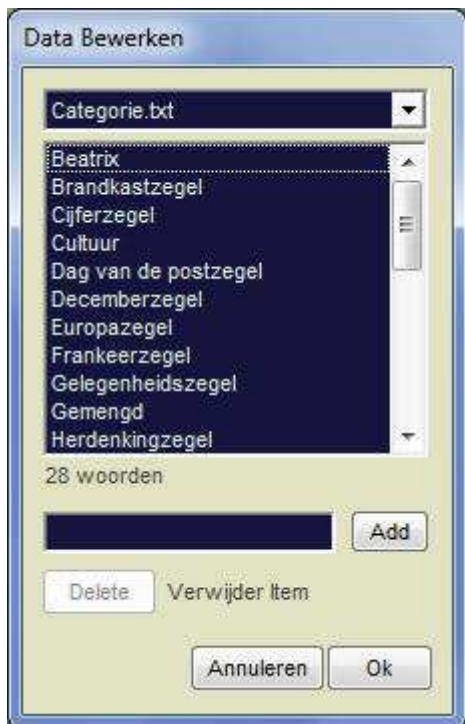 Data Bewerken
Categorie.txt
Beatrix
Brandkastzegel
Cijferzegel
Cultuur
Dag van de postzegel
Decemberzegel
Europazegel
Frankeerzegel
Gelegenheidszegel
Gemengd
Herdenkingzegel
28 woorden
Add
Delete Verwijder Item
Annuleren Ok